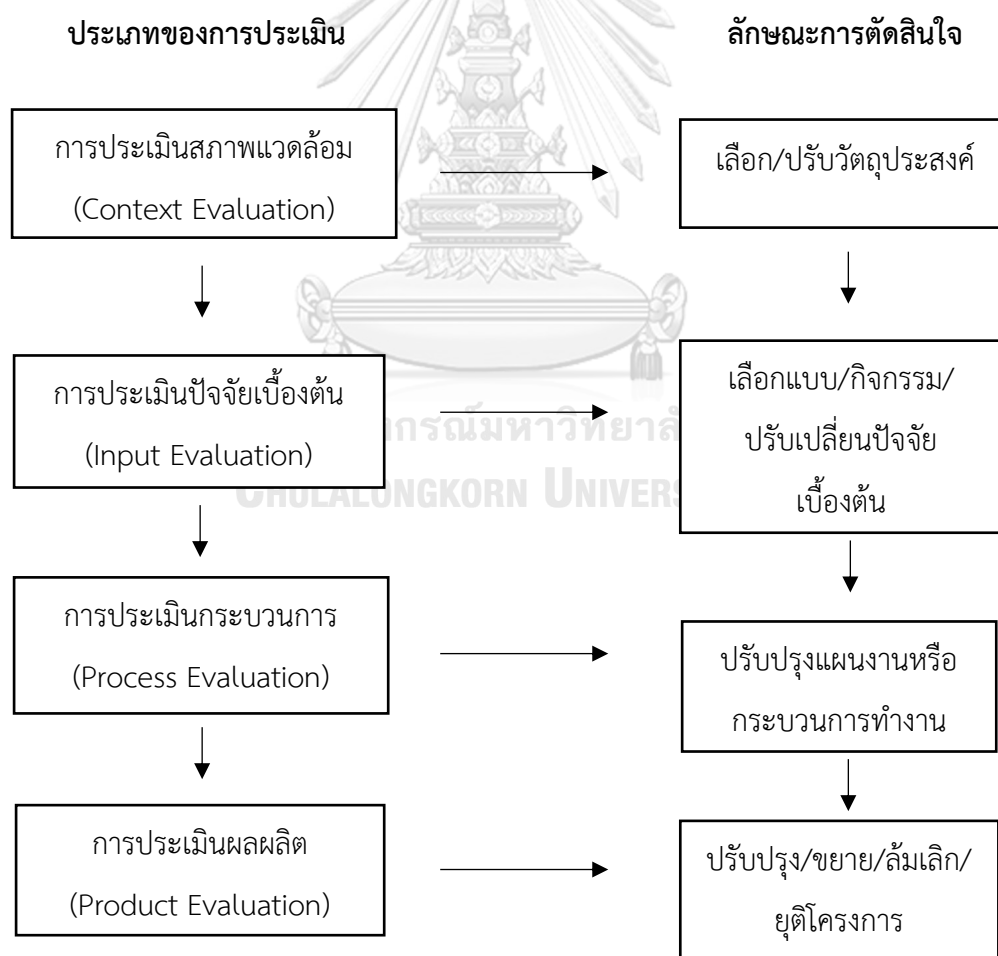 ประเภทของการประเมิน
ลักษณะการตัดสินใจ
การประเมินสภาพแวดล้อม
(Context Evaluation)
เลือก/ปรับวัตถุประสงค์
การประเมินปัจจัยเบื้องต้น
(Input Evaluation)
เลือกแบบ/กิจกรรม/
ปรับเปลี่ยนปัจจัย
เบื้องต้น
การประเมินกระบวนการ
(Process Evaluation)
ปรับปรุงแผนงานหรือ
กระบวนการทำงาน
การประเมินผลผลิต
(Product Evaluation)
ปรับปรุง/ขยาย/ล้มเลิก/
ยุติโครงการ